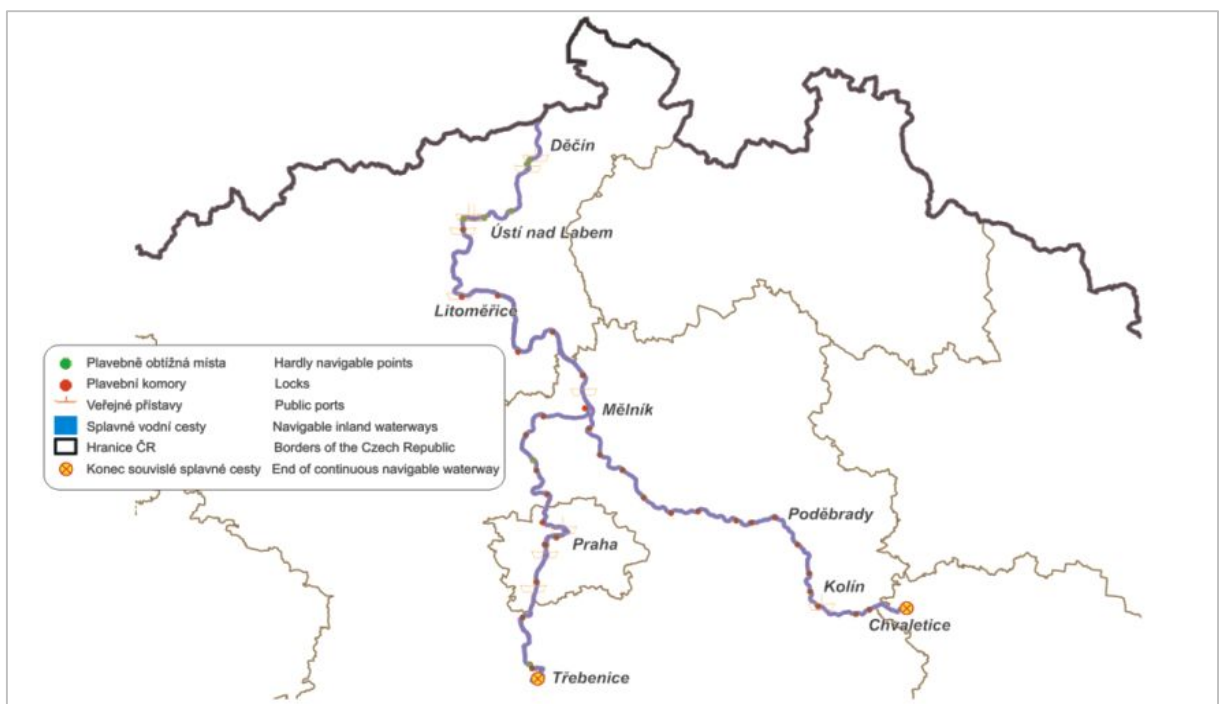 Děčín
Ústí nad Labem
Litoměřice
Plavebně obtížná místa Hardly navigable points
Plavební komory Locks
Veřejné přístavy Public ports
Splavné vodní cesty Navigable inland waterways
Hranice ČR Borders of the Czech Republic
Konec souvislé splavné cesty End of continuous navigable waterway
Mělník
Poděbrady
Praha
Kolín
Chvaletice
Třebenice